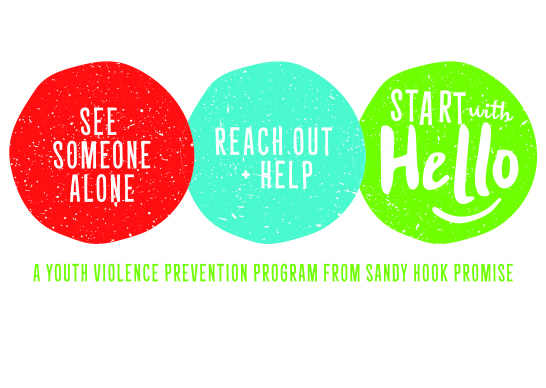 SEE
SOMEONE
ALONE
REACH OUT
+ HELP
START with
Hello
A YOUTH VIOLENCE PREVENTION PROGRAM FROM SANDY HOOK PROMISE